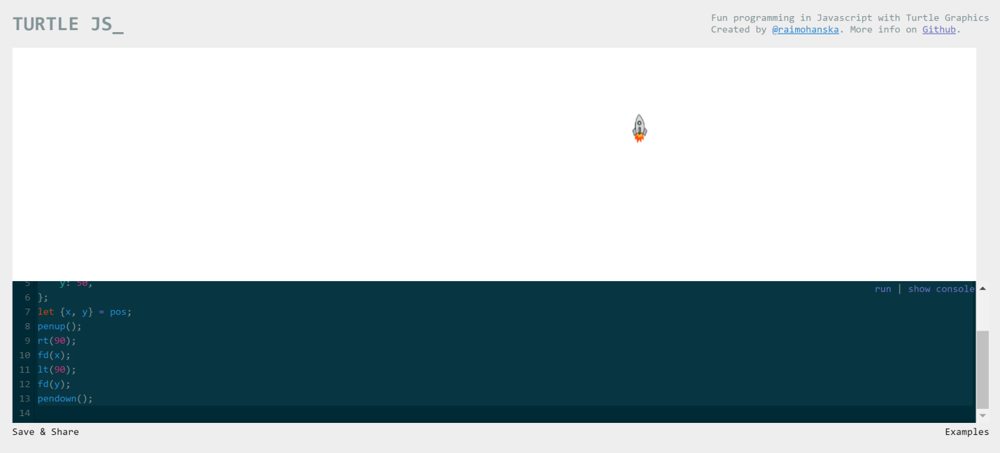 TURTLE JS_
Fun programming in Javascript with Turtle Graphics
Created by @raimohanska. More info on Github.
run | show console
5     y: 50,
6 };
7 let {x, y} = pos;
8 penup();
9 rt(90);
10 fd(x);
11 lt(90);
12 fd(y);
13 pendown();
14
Save & Share
Examples